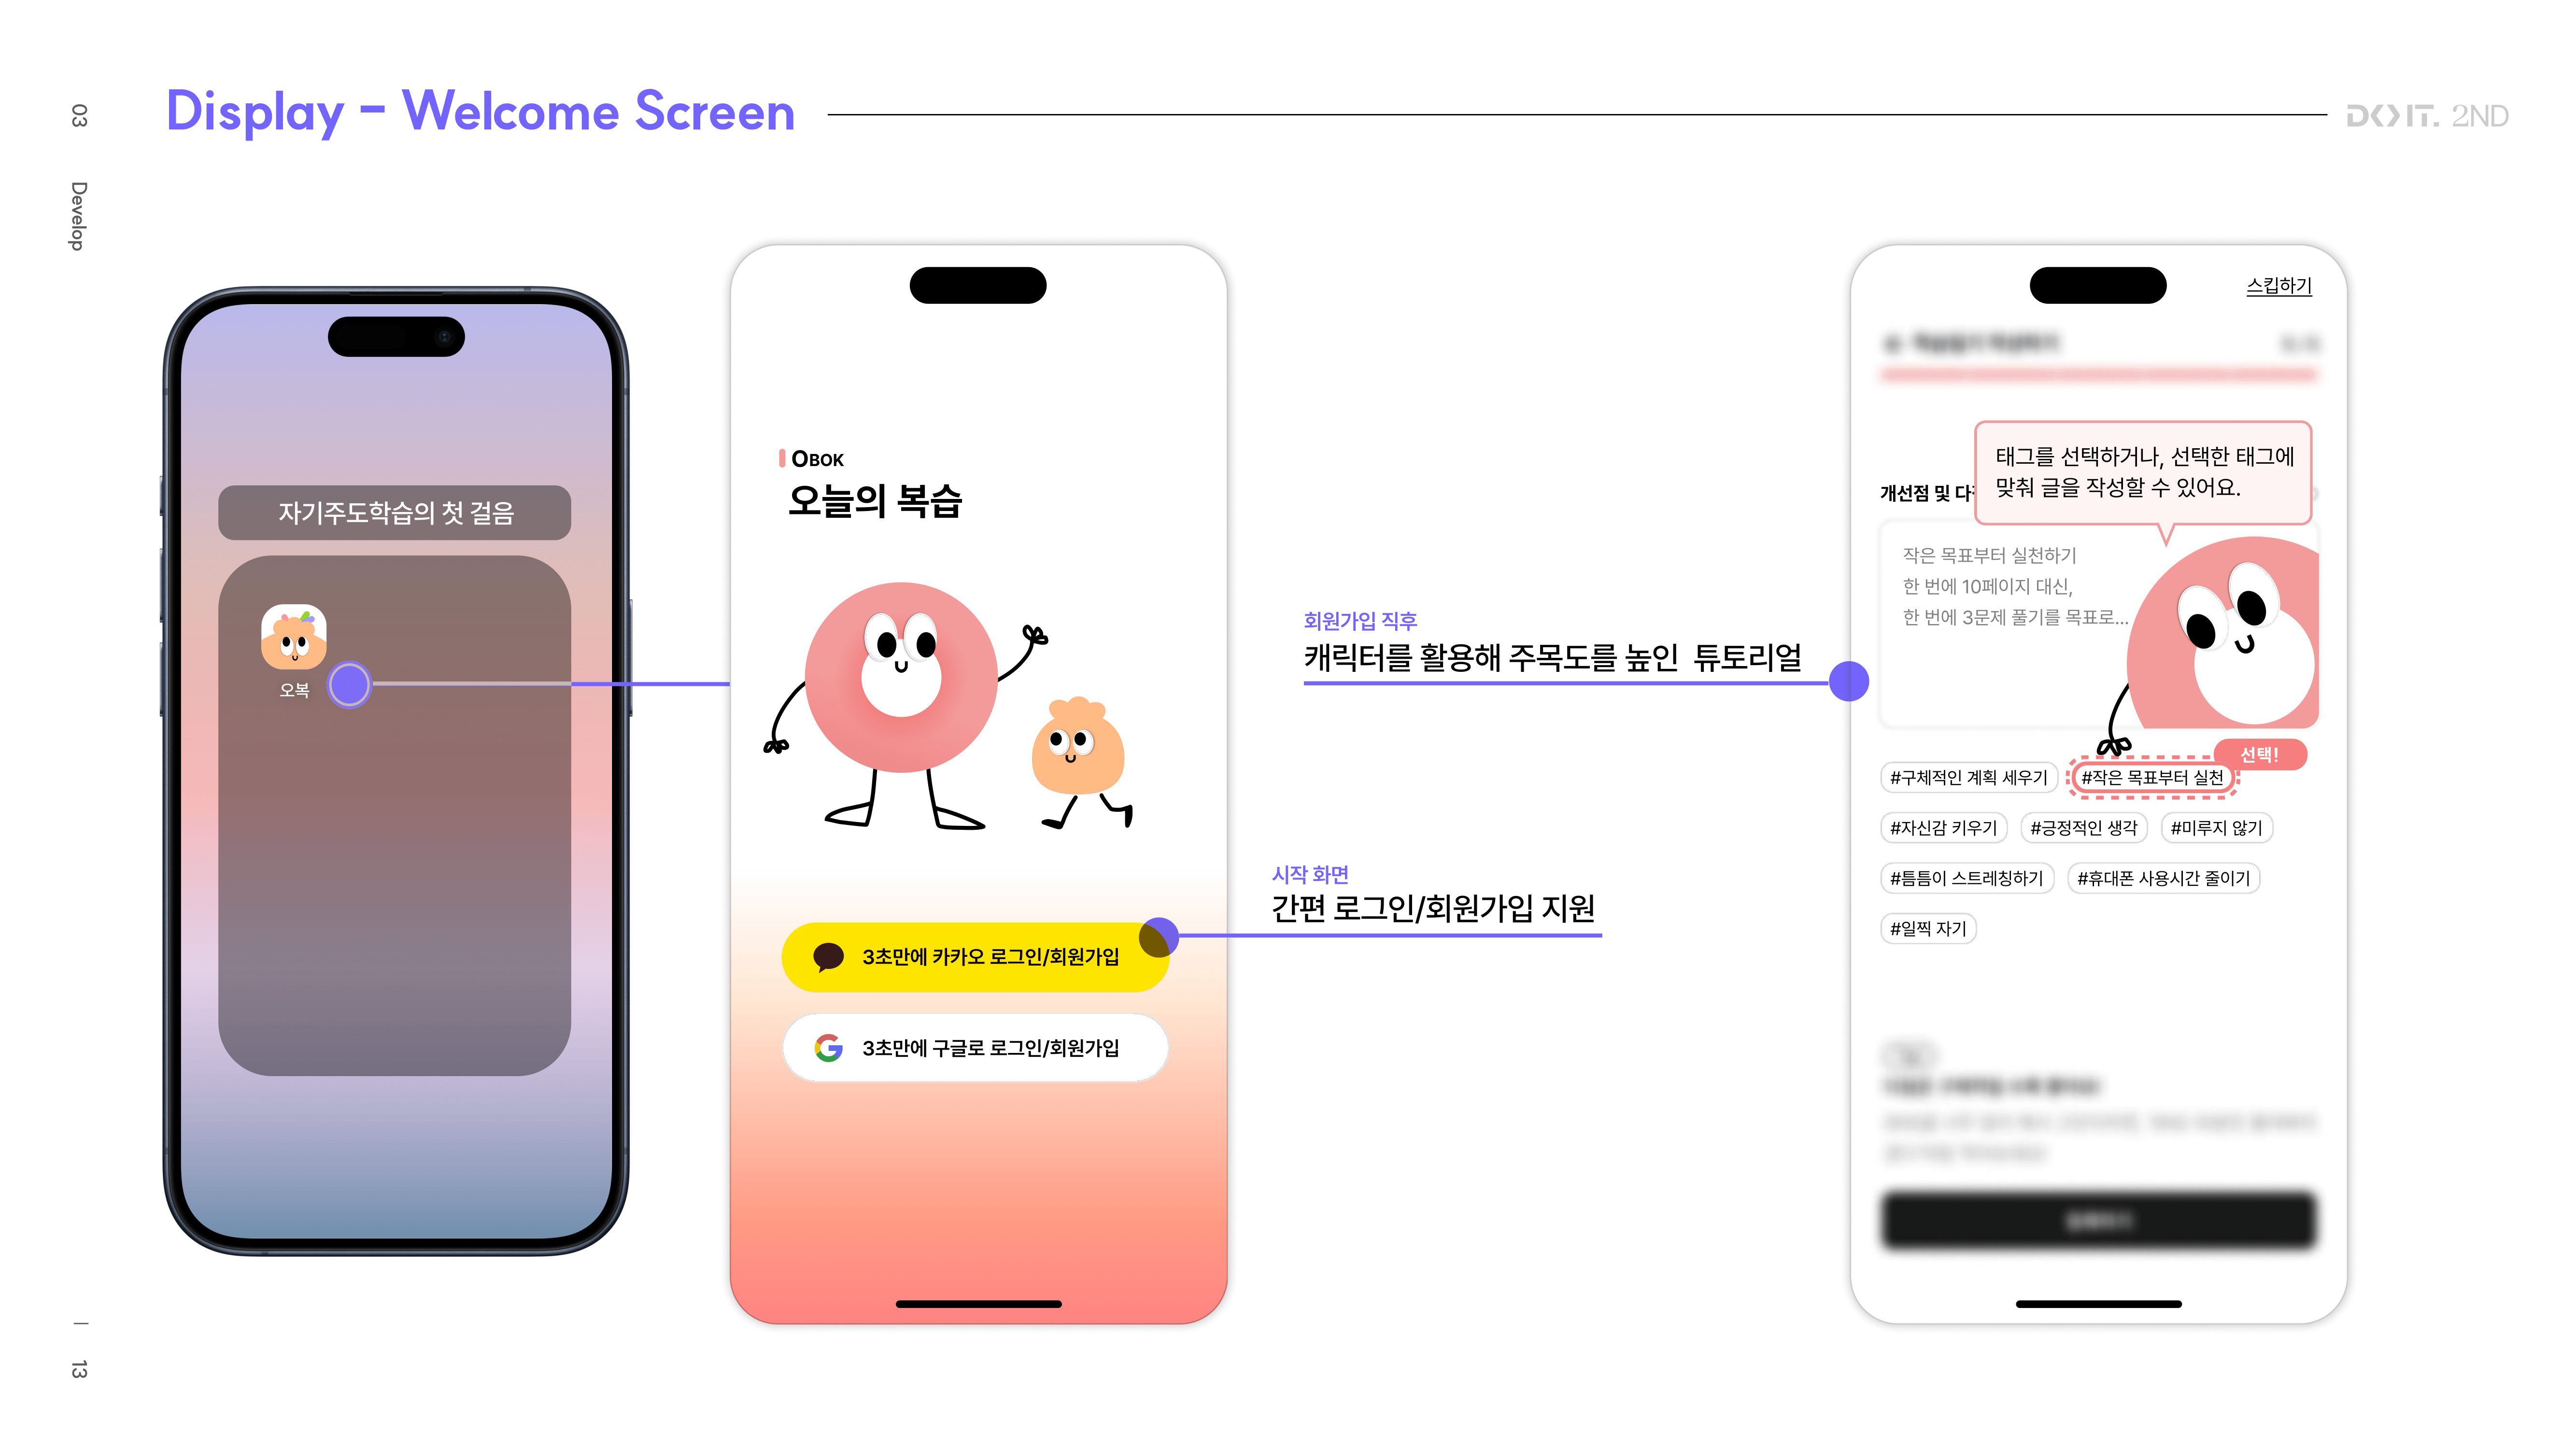 03
Develop
Display - Welcome Screen
DO IT. 2ND
자기주도학습의 첫 걸음
오복
OBOK
오늘의 복습
3초만에 카카오 로그인/회원가입
3초만에 구글로 로그인/회원가입
회원가입 직후
캐릭터를 활용해 주목도를 높인 튜토리얼
시작 화면
간편 로그인/회원가입 지원
스킵하기
태그를 선택하거나, 선택한 태그에
맞춰 글을 작성할 수 있어요.
개선점 및
작은 목표부터 실천하기
한 번에 10페이지 대신,
한 번에 3문제 풀기를 목표로...
선택!
#구체적인 계획 세우기 #작은 목표부터 실천
#자신감 키우기 #긍정적인 생각 #미루지 않기
#틈틈이 스트레칭하기 #휴대폰 사용시간 줄이기
#일찍 자기
13